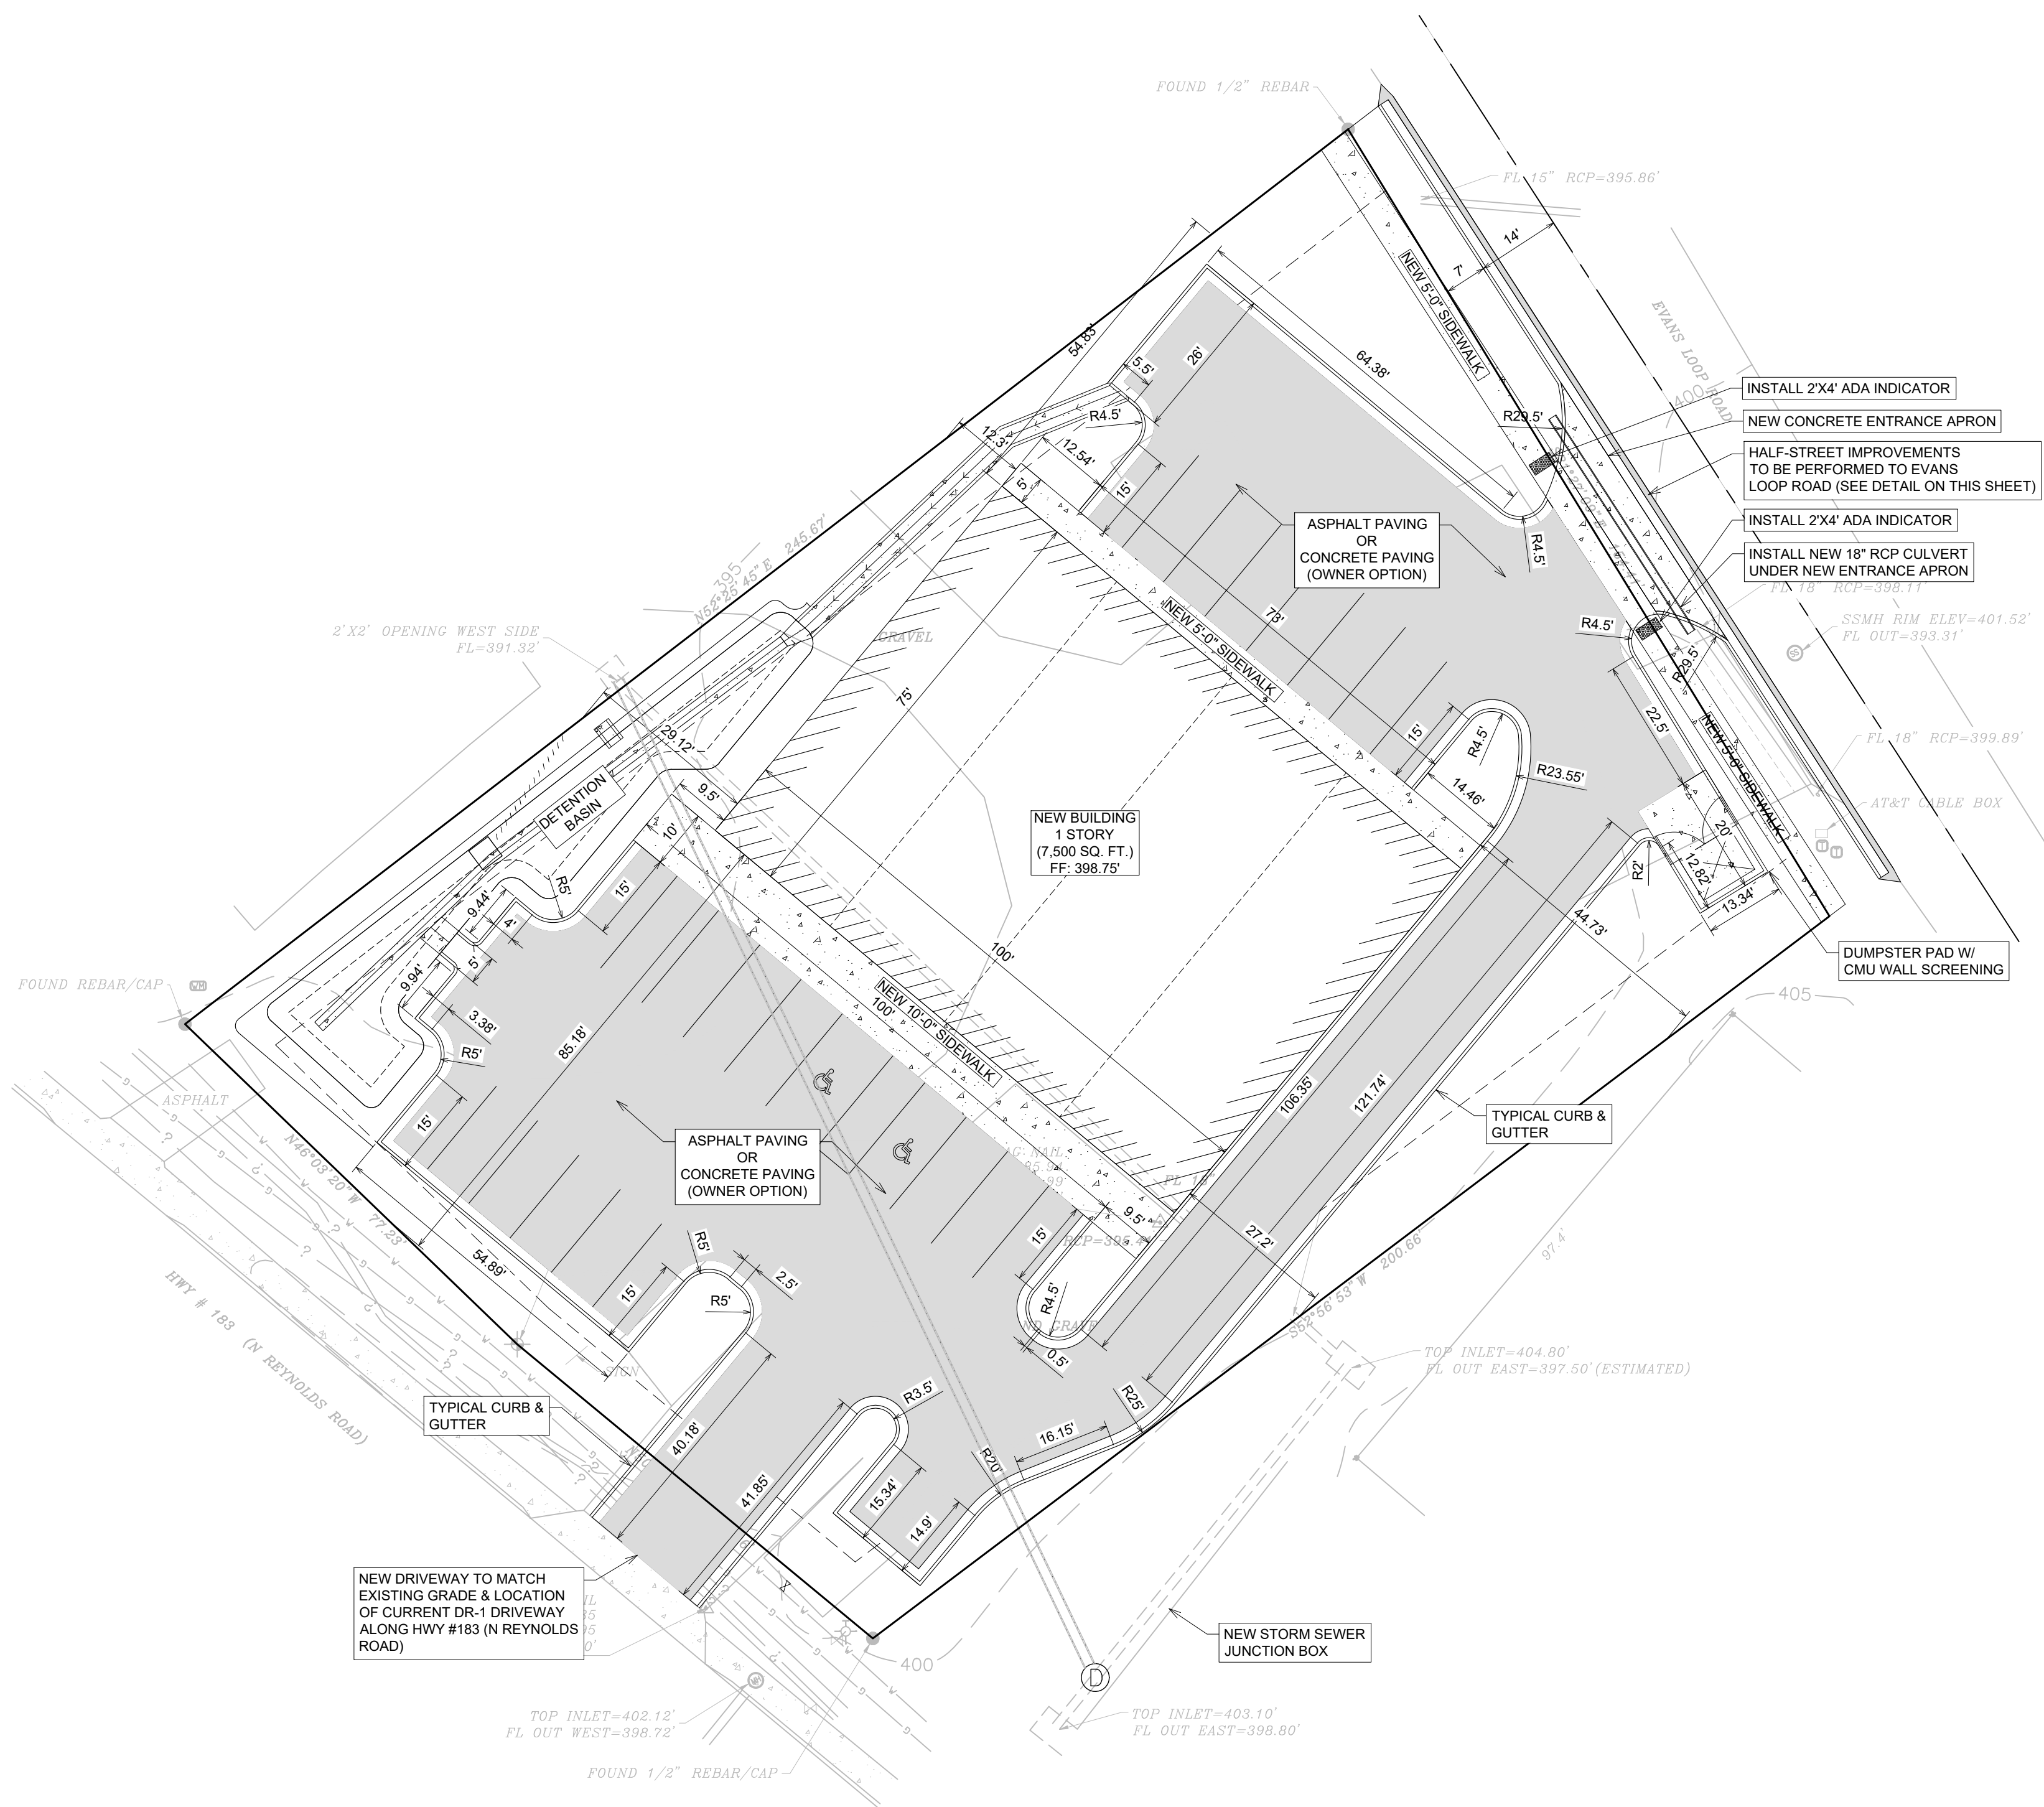 FOUND 1/2" REBAR
FL 15" RCP=395.86'
14'
7'
NEW 5'-0" SIDEWALK
EVANS LOOP ROAD
400
54.83'
26'
5.5'
64.38'
R4.5'
R29.5'
12.3'
12.54'
5'
15'
INSTALL 2'X4' ADA INDICATOR
NEW CONCRETE ENTRANCE APRON
HALF-STREET IMPROVEMENTS
TO BE PERFORMED TO EVANS
LOOP ROAD (SEE DETAIL ON THIS SHEET)
INSTALL 2'X4' ADA INDICATOR
INSTALL NEW 18" RCP CULVERT
UNDER NEW ENTRANCE APRON
FL 18" RCP=398.11'
SSMH RIM ELEV=401.52'
FL OUT=393.31'
SS
ASPHALT PAVING
OR
CONCRETE PAVING
(OWNER OPTION)
R4.5'
R4.5'
R29.5'
395
N52°25'45"E 245.67'
2'X2' OPENING WEST SIDE
FL=391.32'
GRAVEL
75'
NEW 5'-0" SIDEWALK
73'
22.5'
NEW 5'-0" SIDEWALK
FL 18" RCP=399.89'
AT&T CABLE BOX
T
T
29.12'
9.5'
10'
15'
R4.5'
R23.55'
14.46'
DETENTION
BASIN
NEW BUILDING
1 STORY
(7,500 SQ. FT.)
FF: 398.75'
R2'
20'
12.82'
13.34'
44.73'
DUMPSTER PAD W/
CMU WALL SCREENING
405
R5'
15'
9.44'
4'
5'
9.94'
3.38'
R5'
100'
NEW 10'-0" SIDEWALK
100'
85.18'
FOUND REBAR/CAP
ASPHALT
N46°03'20"W 77.23'
HWY # 183 (N REYNOLDS ROAD)
15'
54.89'
106.35'
121.74'
TYPICAL CURB &
GUTTER
ASPHALT PAVING
OR
CONCRETE PAVING
(OWNER OPTION)
FL 18"
9.5'
15'
27.2'
R4.5'
0.5'
S52°56'53"W 200.66'
97.4'
R5'
2.5'
R5'
15'
SIGN
TYPICAL CURB &
GUTTER
40.18'
41.85'
R3.5'
15.34'
14.9'
R20'
16.15'
R25'
TOP INLET=404.80'
FL OUT EAST=397.50'(ESTIMATED)
NEW DRIVEWAY TO MATCH
EXISTING GRADE & LOCATION
OF CURRENT DR-1 DRIVEWAY
ALONG HWY #183 (N REYNOLDS
ROAD)
NEW STORM SEWER
JUNCTION BOX
400
D
TOP INLET=402.12'
FL OUT WEST=398.72'
TOP INLET=403.10'
FL OUT EAST=398.80'
FOUND 1/2" REBAR/CAP